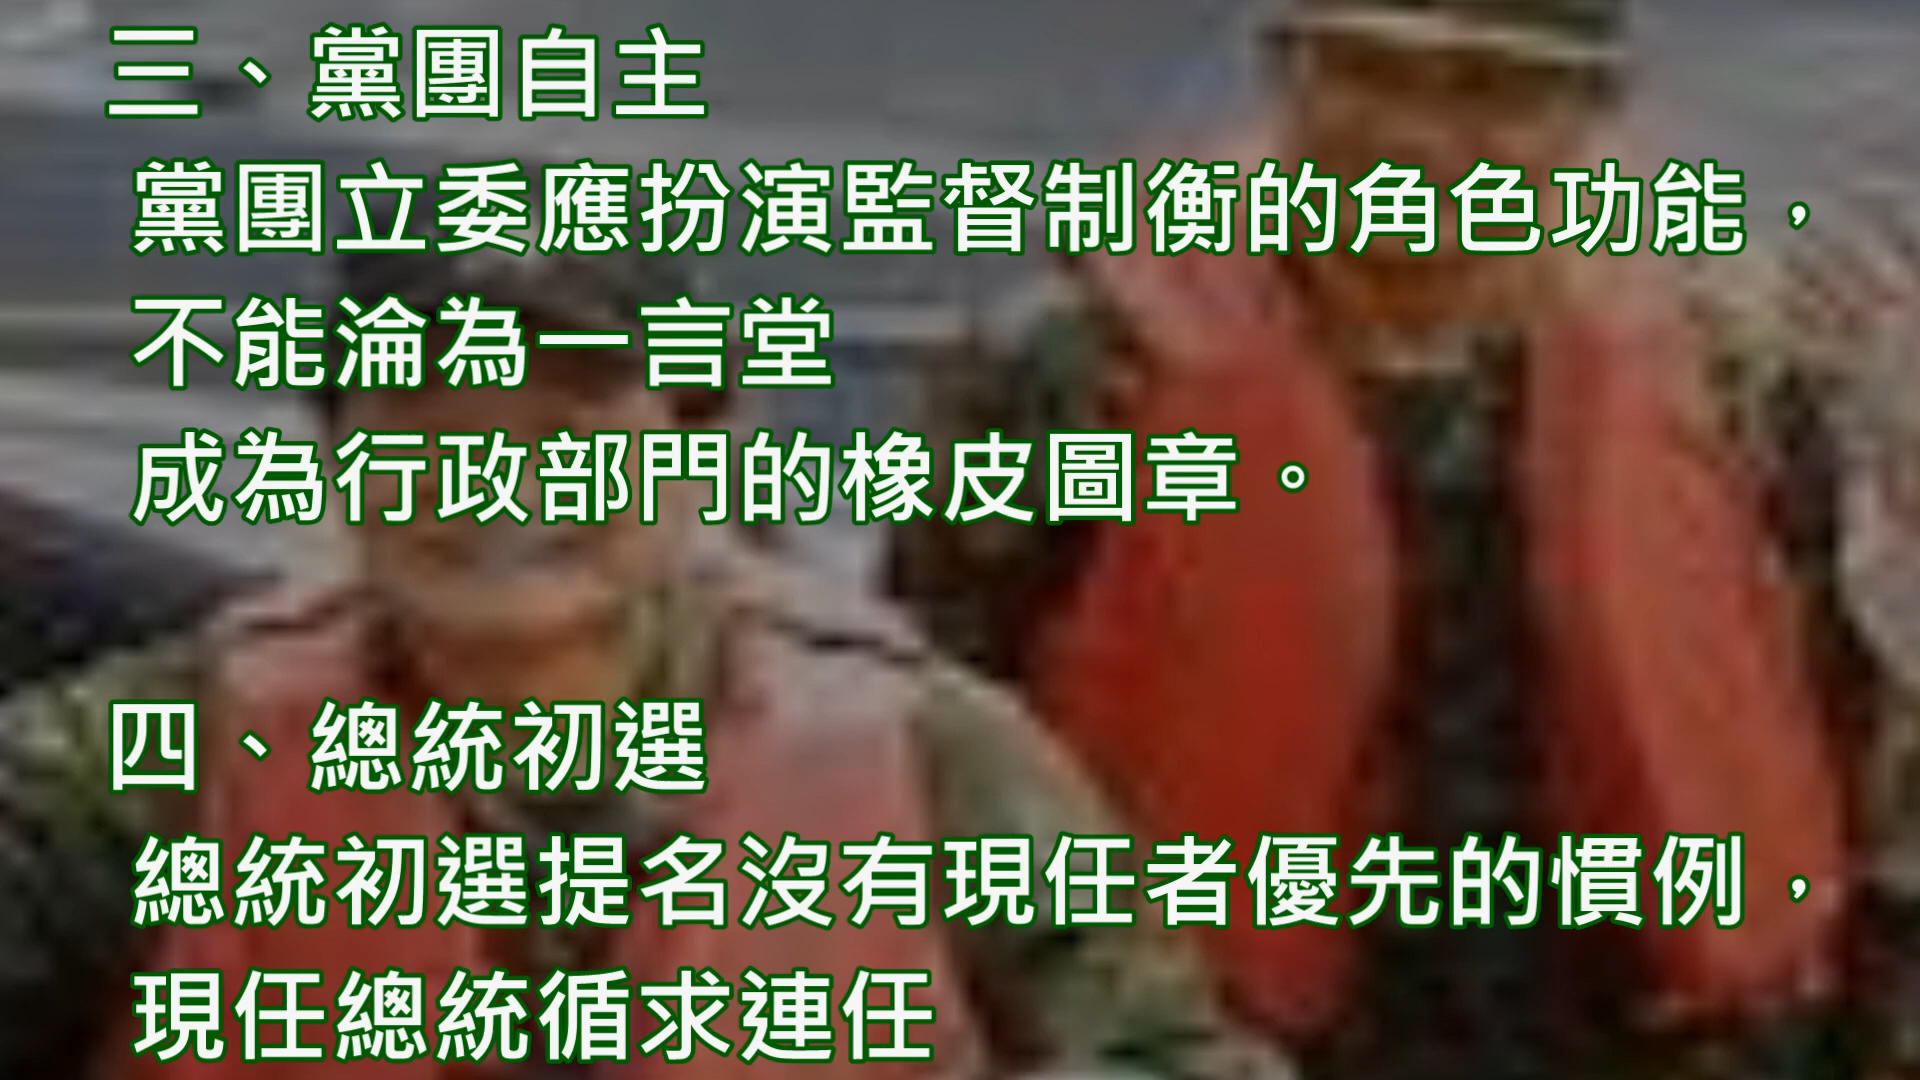 三、黨團自主
黨團立委應扮演監督制衡的角色功能，
不能淪為一言堂
成為行政部門的橡皮圖章。
四、總統初選
總統初選提名沒有現任者優先的慣例，
現任總統循求連任